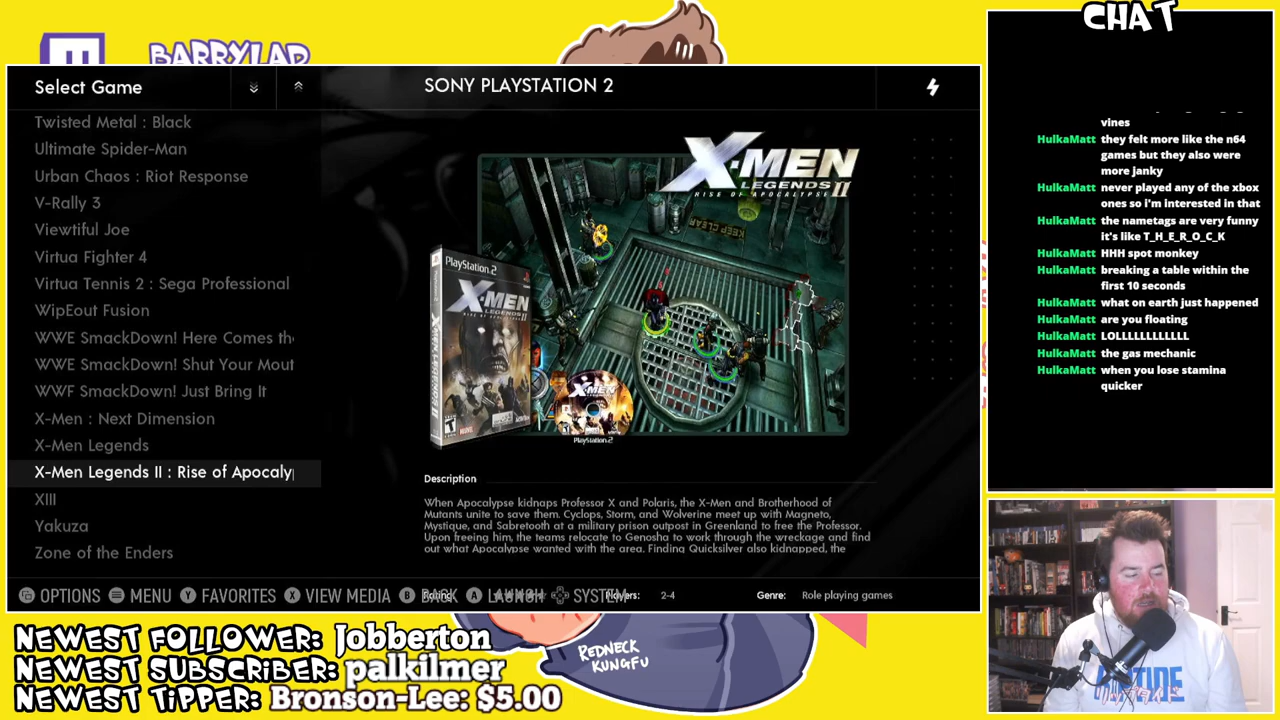 CHAT
BARRYLAD
Select Game
SONY PLAYSTATION 2
Twisted Metal : Black
Ultimate Spider-Man
Urban Chaos : Riot Response
V-Rally 3
Viewtiful Joe
Virtua Fighter 4
Virtua Tennis 2 : Sega Professional
WipEout Fusion
WWE SmackDown! Here Comes th
WWE SmackDown! Shut Your Mout
WWF SmackDown! Just Bring It
X-Men : Next Dimension
X-Men Legends
X-Men Legends II : Rise of Apocaly
XIII
Yakuza
Zone of the Enders
X-MEN
LEGENDS II
RISE OF APOCALYPSE
KEEP CLEAR
PlayStation.2
X-MEN
LEGENDS II
PlayStation.2
Description
When Apocalypse kidnaps Professor X and Polaris, the X-Men and Brotherhood of
Mutants unite to save them. Cyclops, Storm, and Wolverine meet up with Magneto,
Mystique, and Sabretooth at a military prison outpost in Greenland to free the Professor.
Upon freeing him, the teams relocate to Genosha to work through the wreckage and find
out what Apocalypse wanted with the area. Finding Quicksilver also kidnapped, the
OPTIONS MENU Y FAVORITES X VIEW MEDIA B BACK A LAUNCH SYSTEM
Rating: Players: 2-4 Genre: Role playing games
vines
HulkaMatt they felt more like the n64
games but they also were
more janky
HulkaMatt never played any of the xbox
ones so i'm interested in that
HulkaMatt the nametags are very funny
it's like T_H_E_R_O_C_K
HulkaMatt HHH spot monkey
HulkaMatt breaking a table within the
first 10 seconds
HulkaMatt what on earth just happened
HulkaMatt are you floating
HulkaMatt LOLLLLLLLLLLL
HulkaMatt the gas mechanic
HulkaMatt when you lose stamina
quicker
NEWEST FOLLOWER: Jobberton
NEWEST SUBSCRIBER: palkilmer
NEWEST TIPPER: Bronson-Lee: $5.00
REDNECK
KUNGFU